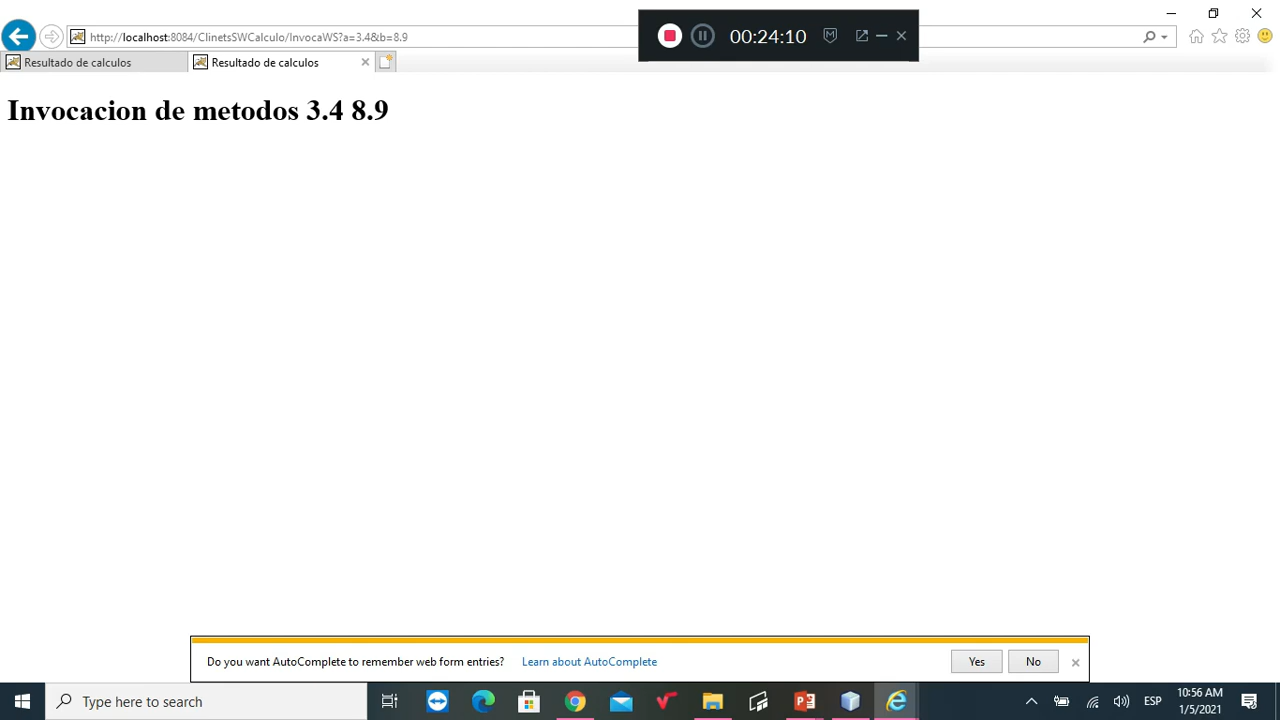 00:24:10
http://localhost:8084/ClinetsSWCalculo/InvocaWS?a=3.4&b=8.9
Resultado de calculos
Resultado de calculos
Invocacion de metodos 3.4 8.9
Do you want AutoComplete to remember web form entries? Learn about AutoComplete Yes No
Type here to search
ESP
10:56 AM
1/5/2021